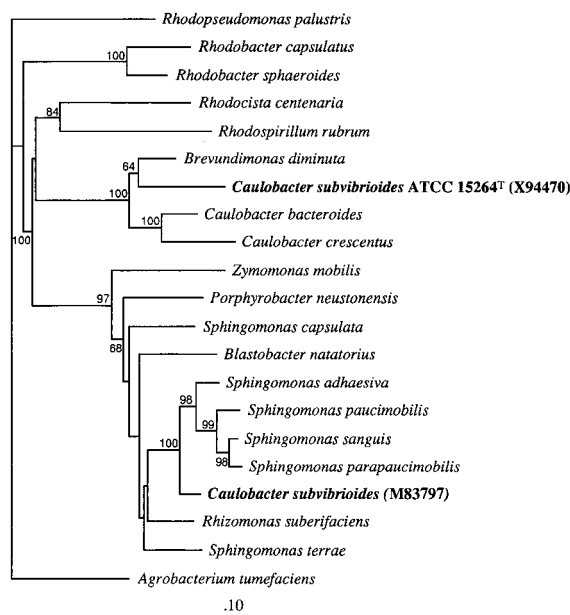 Rhodopseudomonas palustris
Rhodobacter capsulatus
100
Rhodobacter sphaeroides
Rhodocista centenaria
84
Rhodospirillum rubrum
Brevundimonas diminuta
64
Caulobacter subvibrioides ATCC 15264T (X94470)
100
Caulobacter bacteroides
100
Caulobacter crescentus
100
Zymomonas mobilis
97
Porphyrobacter neustonensis
Sphingomonas capsulata
68
Blastobacter natatorius
Sphingomonas adhaesiva
98
Sphingomonas paucimobilis
99
Sphingomonas sanguis
100
98
Sphingomonas parapaucimobilis
Caulobacter subvibrioides (M83797)
Rhizomonas suberifaciens
Sphingomonas terrae
Agrobacterium tumefaciens
.10